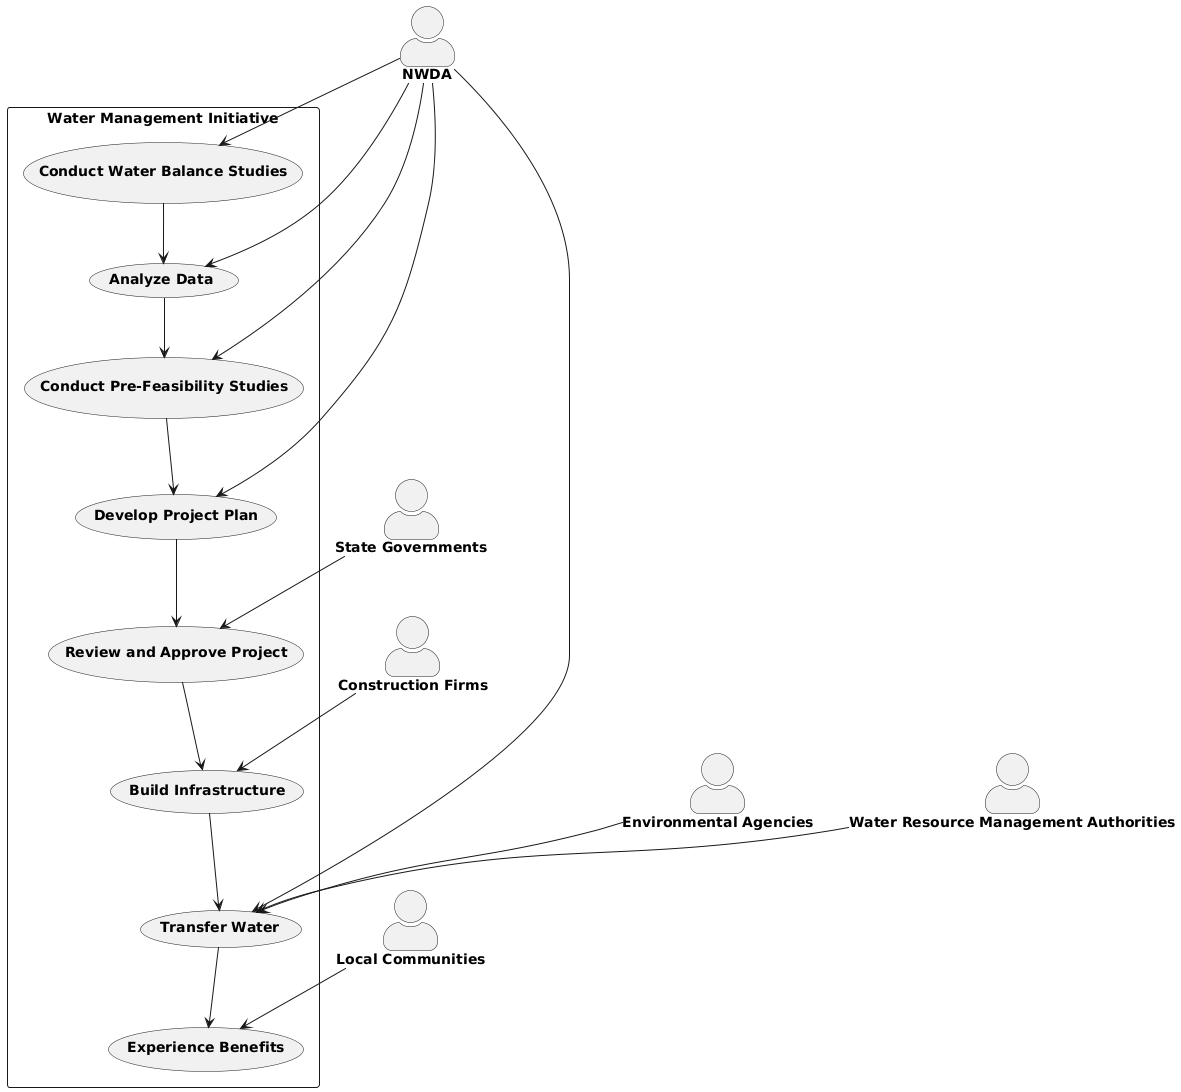 NWDA
Water Management Initiative
Conduct Water Balance Studies
Analyze Data
Conduct Pre-Feasibility Studies
Develop Project Plan
State Governments
Review and Approve Project
Construction Firms
Build Infrastructure
Environmental Agencies
Water Resource Management Authorities
Transfer Water
Local Communities
Experience Benefits